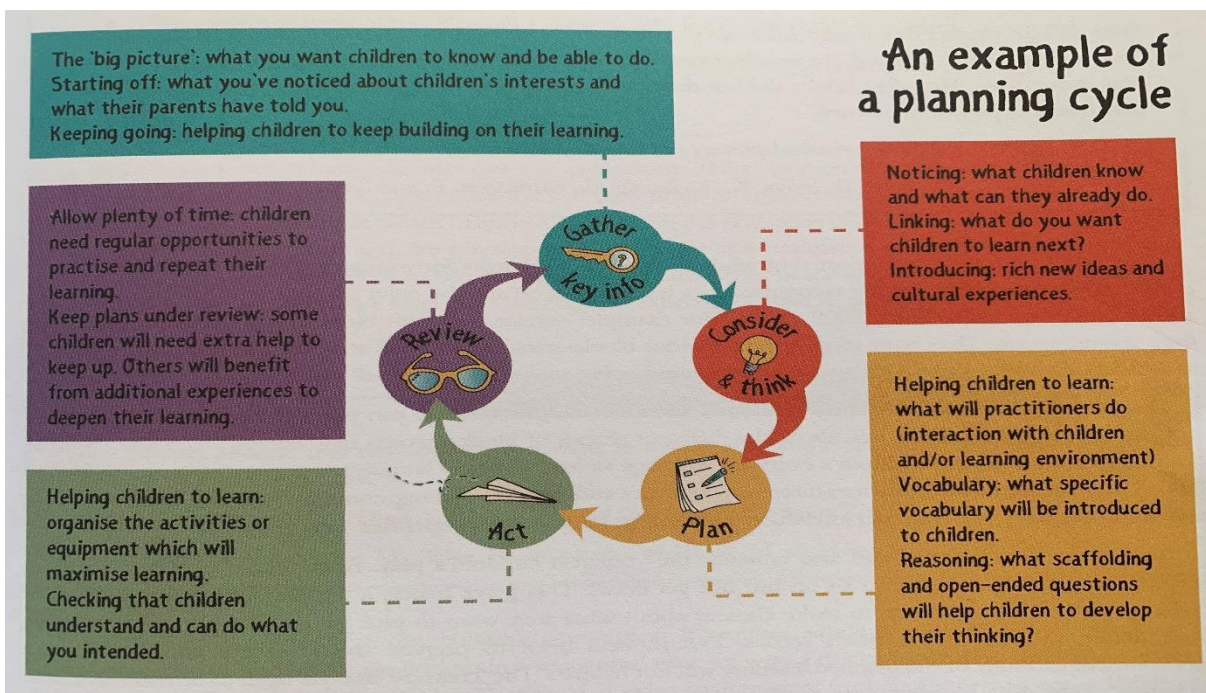 An example of
a planning cycle
The 'big picture': what you want children to know and be able to do.
Starting off: what you've noticed about children's interests and
what their parents have told you.
Keeping going: helping children to keep building on their learning.
Gather
key info
?
Noticing: what children know
and what can they already do.
Linking: what do you want
children to learn next?
Introducing: rich new ideas and
cultural experiences.
Consider
& think
Helping children to learn:
what will practitioners do
(interaction with children
and/or learning environment)
Vocabulary: what specific
vocabulary will be introduced
to children.
Reasoning: what scaffolding
and open-ended questions
will help children to develop
their thinking?
Plan
Helping children to learn:
organise the activities or
equipment which will
maximise learning.
Checking that children
understand and can do what
you intended.
Act
Allow plenty of time: children
need regular opportunities to
practise and repeat their
learning.
Keep plans under review: some
children will need extra help to
keep up. Others will benefit
from additional experiences to
deepen their learning.
Review